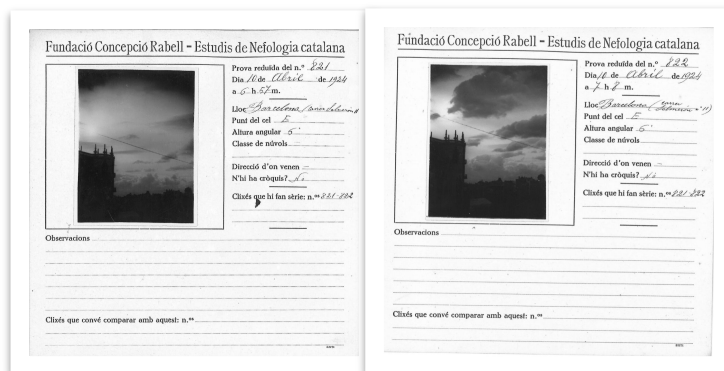 Fundació Concepció Rabell - Estudis de Nefologia catalana
Prova reduïda del n.º 821
Dia 10 de Abril de 1924
a 6 h 57 m.
Lloc Barcelona (
Punt del cel E
Altura angular 6°
Classe de núvols
Direcció d'on venen -
N'hi ha cròquis? No
Clixés que hi fan sèrie: n.ºs 821-822
Observacions
Clixés que convé comparar amb aquest: n.ºs
Fundació Concepció Rabell - Estudis de Nefologia catalana
Prova reduïda del n.º 822
Dia 10 de Abril de 1924
a 7 h 8 m.
Lloc Barcelona (
Punt del cel E
Altura angular 6°
Classe de núvols
Direcció d'on venen -
N'hi ha cròquis? No
Clixés que hi fan sèrie: n.ºs 821-822
Observacions
Clixés que convé comparar amb aquest: n.ºs